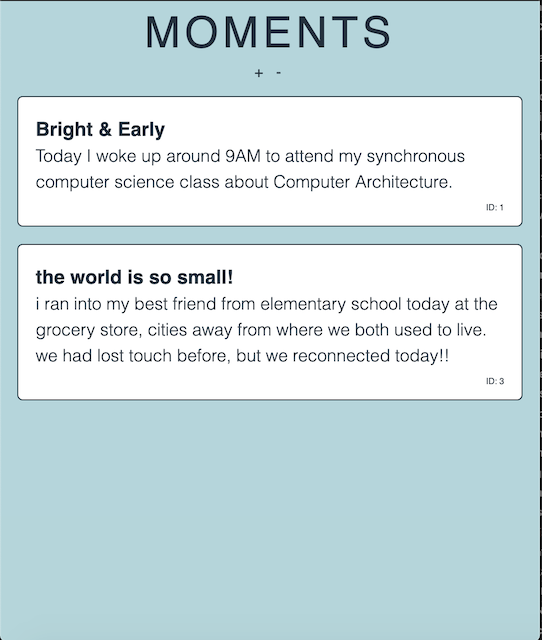 MOMENTS
+ -
Bright & Early
Today I woke up around 9AM to attend my synchronous
computer science class about Computer Architecture.
ID: 1
the world is so small!
i ran into my best friend from elementary school today at the
grocery store, cities away from where we both used to live.
we had lost touch before, but we reconnected today!!
ID: 3